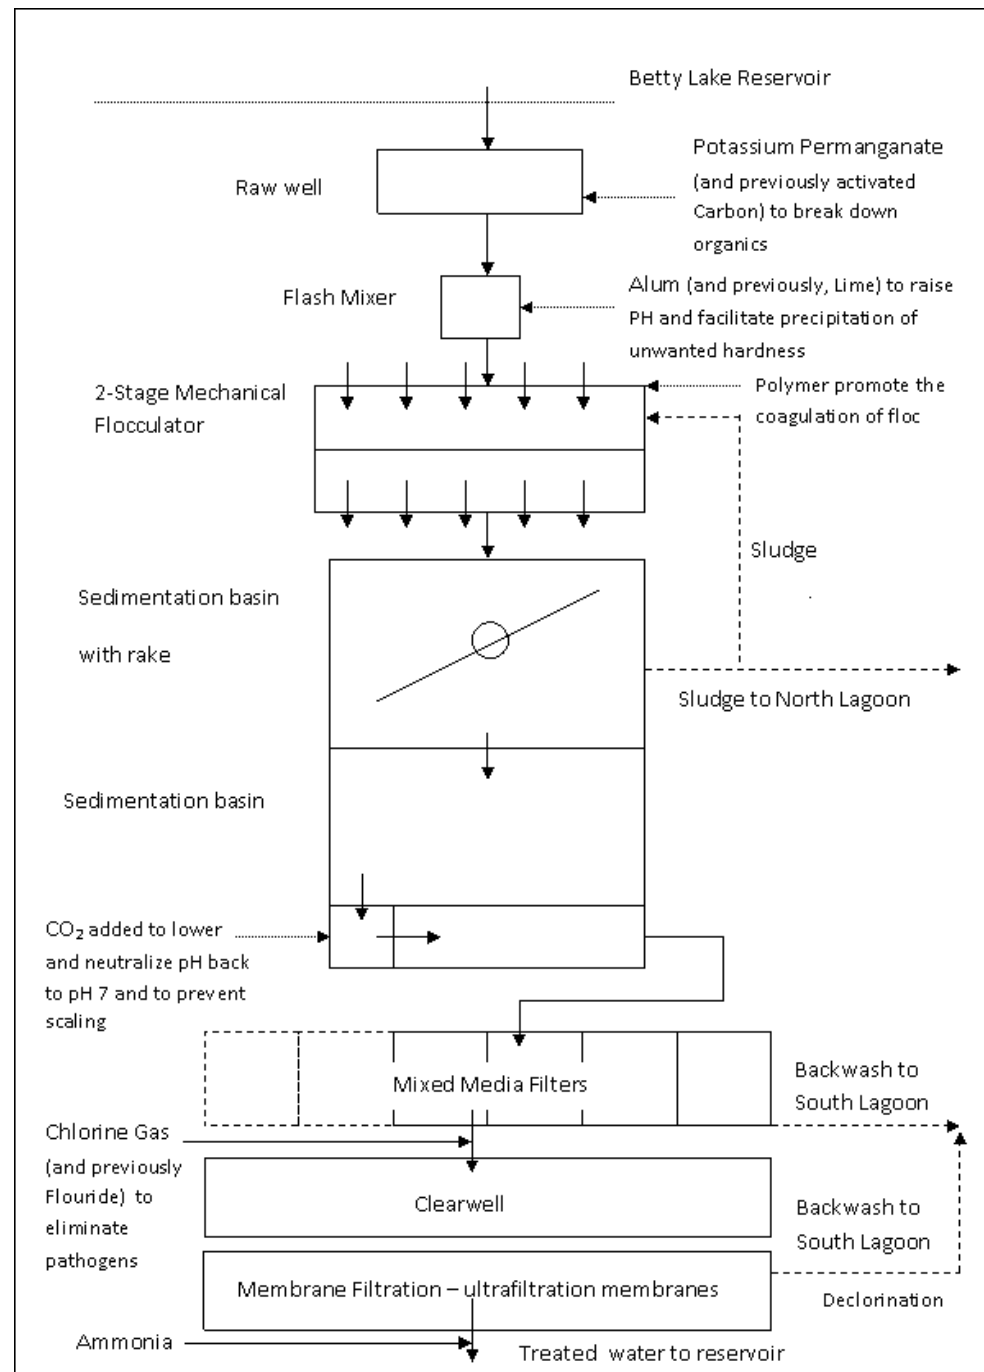 Betty Lake Reservoir
Raw well
Potassium Permanganate
(and previously activated
Carbon) to break down
organics
Flash Mixer
Alum (and previously, Lime) to raise
PH and facilitate precipitation of
unwanted hardness
2-Stage Mechanical
Flocculator
Polymer promote the
coagulation of floc
Sludge
Sedimentation basin
with rake
Sludge to North Lagoon
Sedimentation basin
CO₂ added to lower
and neutralize pH back
to pH 7 and to prevent
scaling
Mixed Media Filters
Backwash to
South Lagoon
Chlorine Gas
(and previously
Flouride) to
eliminate
pathogens
Clearwell
Backwash to
South Lagoon
Membrane Filtration – ultrafiltration membranes
Declorination
Ammonia
Treated water to reservoir